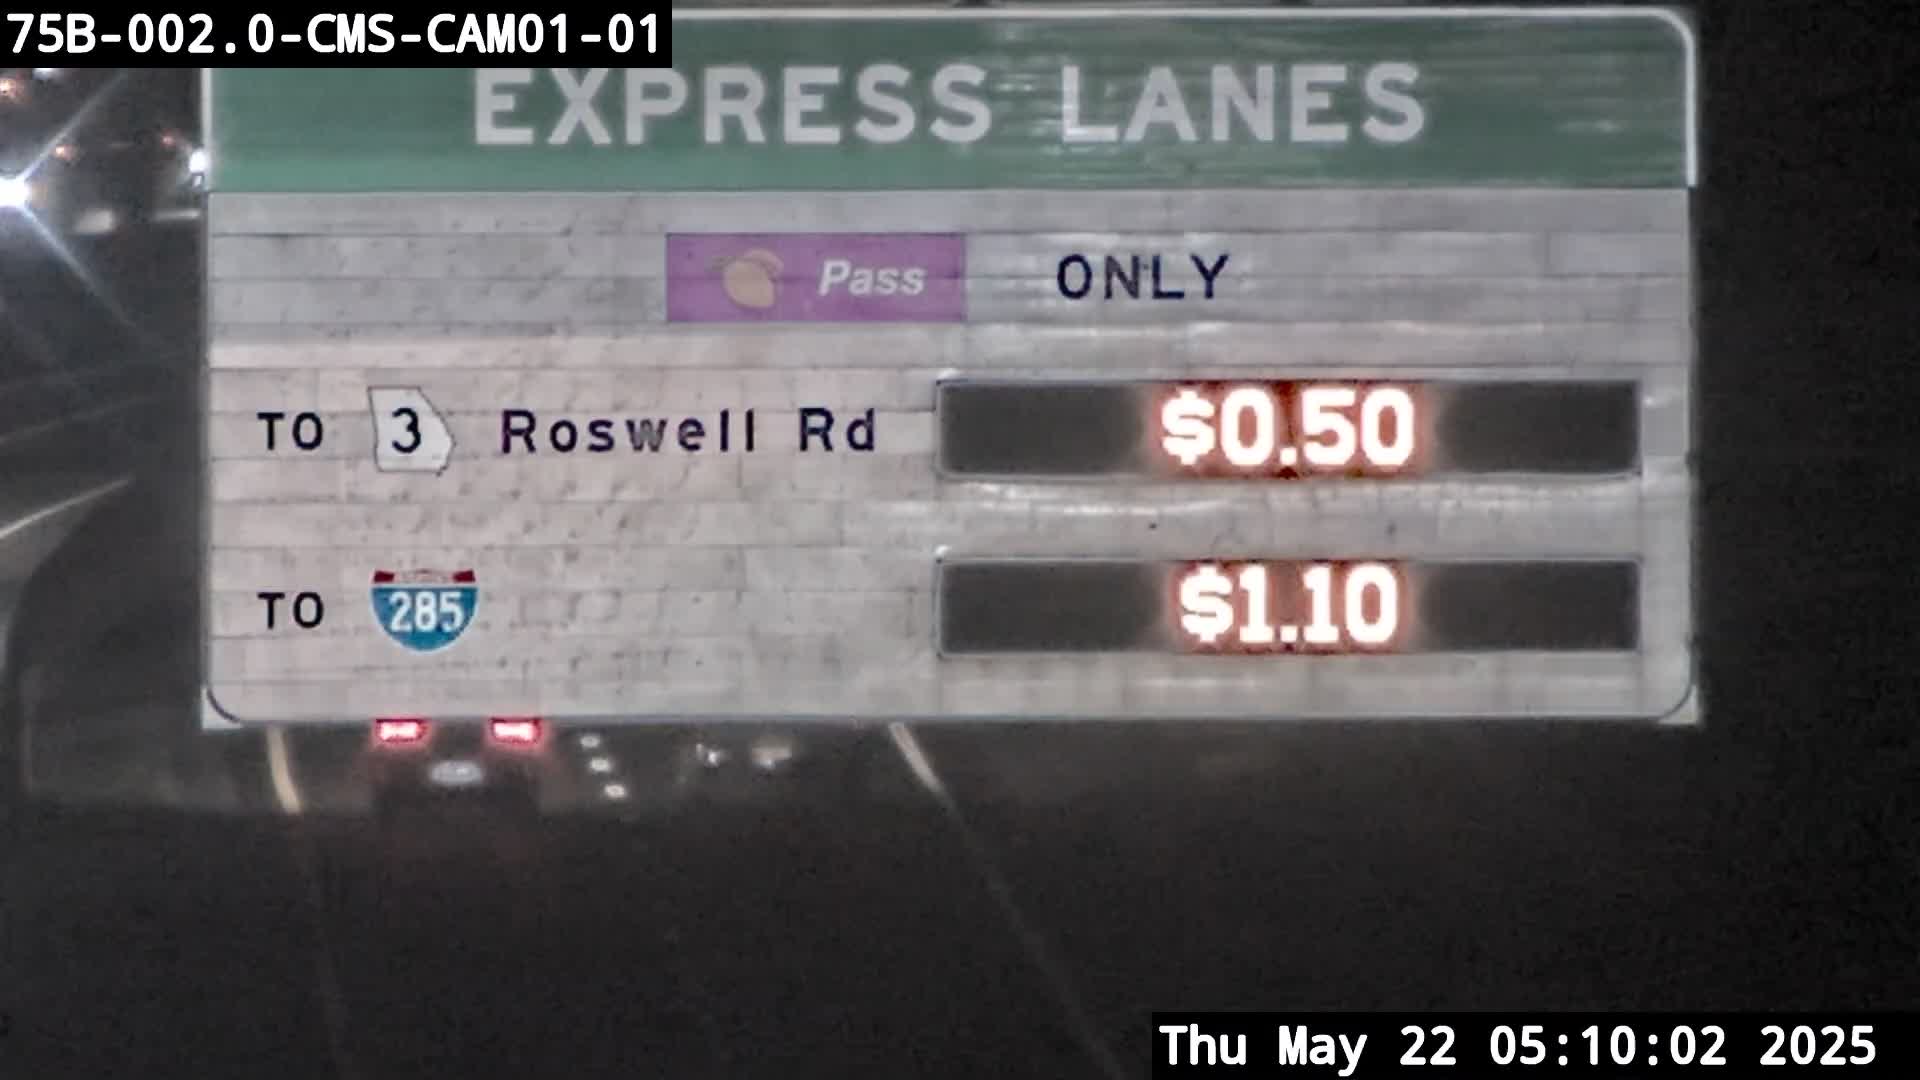 75B-002.0-CMS-CAM01-01
EXPRESS LANES
Pass ONLY
TO 3 Roswell Rd $0.50
TO 285 $1.10
Thu May 22 05:10:02 2025